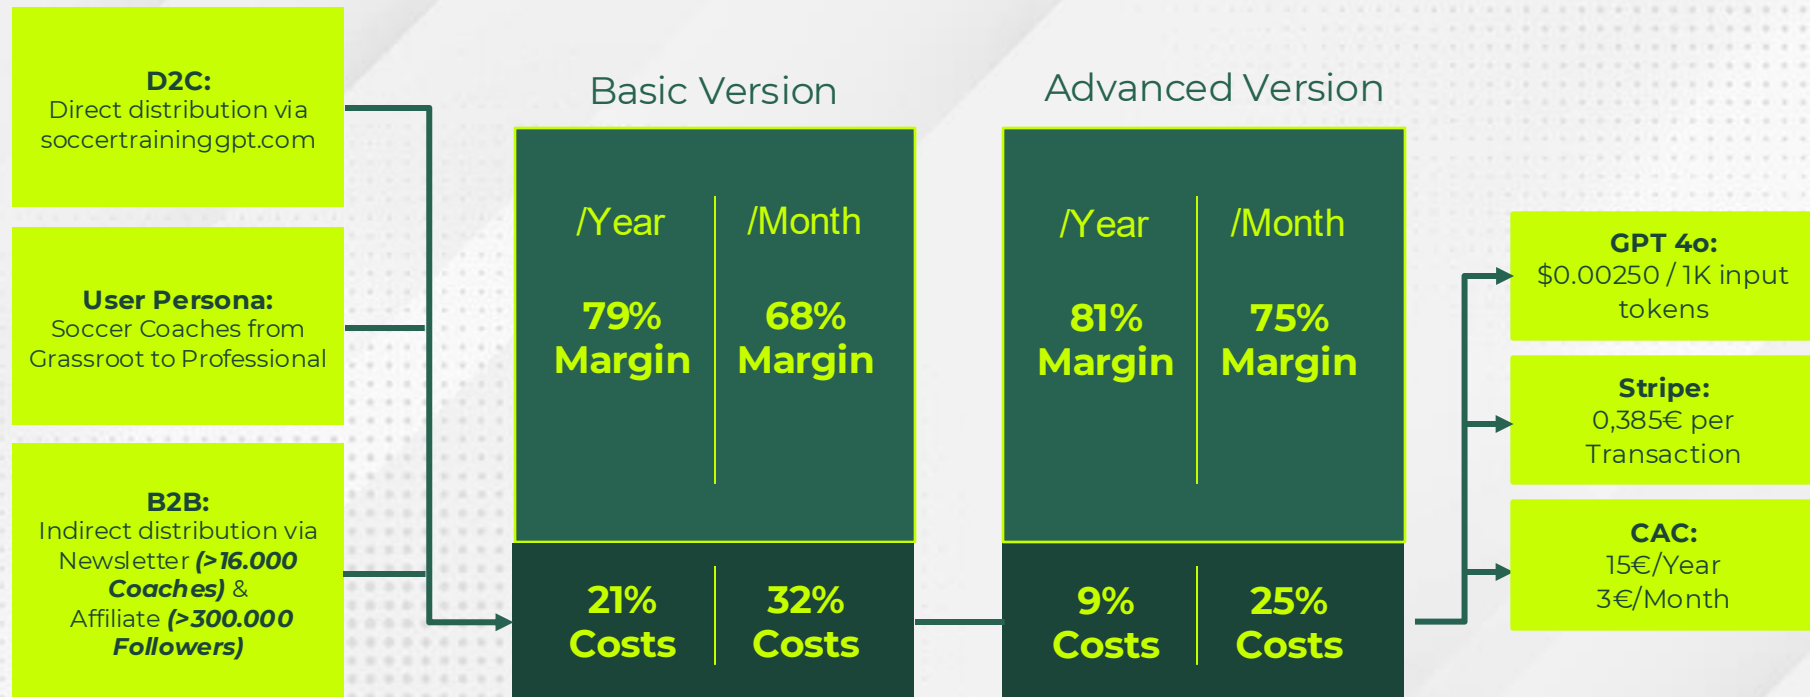 D2C:
Direct distribution via
soccertraininggpt.com
User Persona:
Soccer Coaches from
Grassroot to Professional
B2B:
Indirect distribution via
Newsletter (>16.000
Coaches) &
Affiliate (>300.000
Followers)
Basic Version
/Year
/Month
79%
Margin
68%
Margin
21%
Costs
32%
Costs
Advanced Version
/Year
/Month
81%
Margin
75%
Margin
9%
Costs
25%
Costs
GPT 4o:
$0.00250 / 1K input
tokens
Stripe:
0,385€ per
Transaction
CAC:
15€/Year
3€/Month